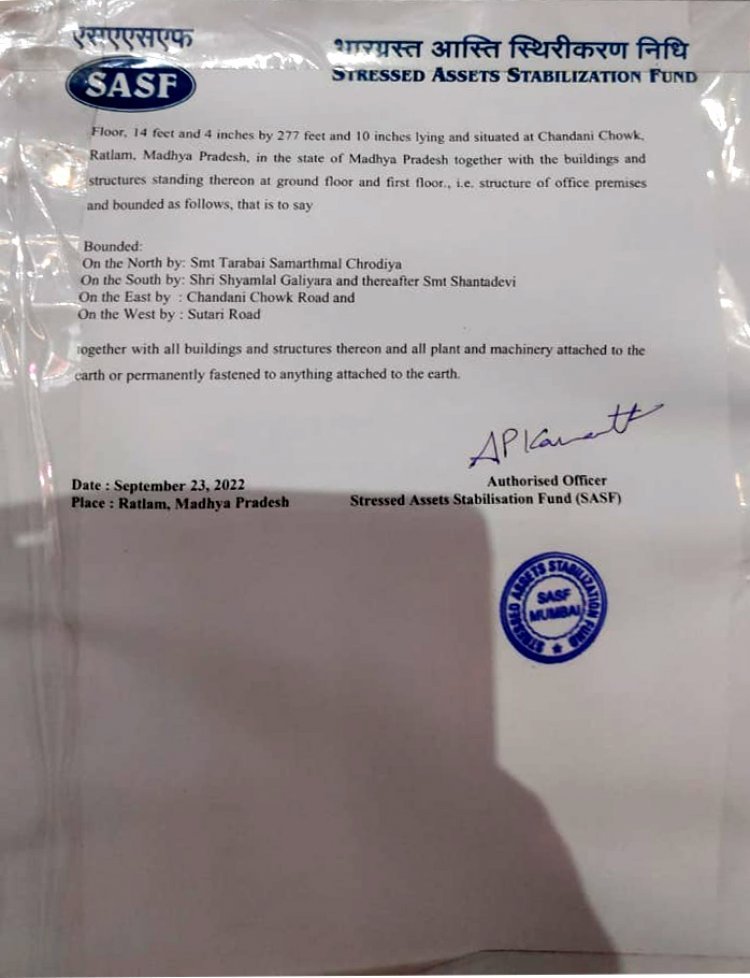 एसएएसएफ
SASF
भारग्रस्त आस्ति स्थिरीकरण निधि
STRESSED ASSETS STABILIZATION FUND
Floor, 14 feet and 4 inches by 277 feet and 10 inches lying and situated at Chandani Chowk,
Ratlam, Madhya Pradesh, in the state of Madhya Pradesh together with the buildings and
structures standing thereon at ground floor and first floor., i.e. structure of office premises
and bounded as follows, that is to say
Bounded:
On the North by: Smt Tarabai Samarthmal Chrodiya
On the South by: Shri Shyamlal Galiyara and thereafter Smt Shantadevi
On the East by : Chandani Chowk Road and
On the West by : Sutari Road
together with all buildings and structures thereon and all plant and machinery attached to the
earth or permanently fastened to anything attached to the earth.
APKamath
Date : September 23, 2022
Authorised Officer
Place : Ratlam, Madhya Pradesh
Stressed Assets Stabilisation Fund (SASF)
STRESSED ASSETS STABILIZATION FUND
SASF
MUMBAI